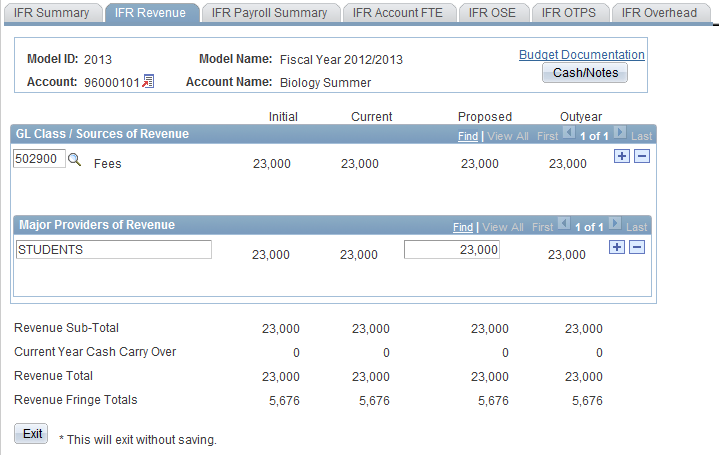 IFR Summary IFR Revenue IFR Payroll Summary IFR Account FTE IFR OSE IFR OTPS IFR Overhead
Model ID: 2013 Model Name: Fiscal Year 2012/2013 Budget Documentation
Account: 96000101 Account Name: Biology Summer Cash/Notes
Initial Current Proposed Outyear
GL Class / Sources of Revenue Find | View All First 1 of 1 Last
502900 Fees 23,000 23,000 23,000 23,000
Major Providers of Revenue Find | View All First 1 of 1 Last
STUDENTS 23,000 23,000 23,000 23,000
Revenue Sub-Total 23,000 23,000 23,000 23,000
Current Year Cash Carry Over 0 0 0 0
Revenue Total 23,000 23,000 23,000 23,000
Revenue Fringe Totals 5,676 5,676 5,676 5,676
Exit * This will exit without saving.